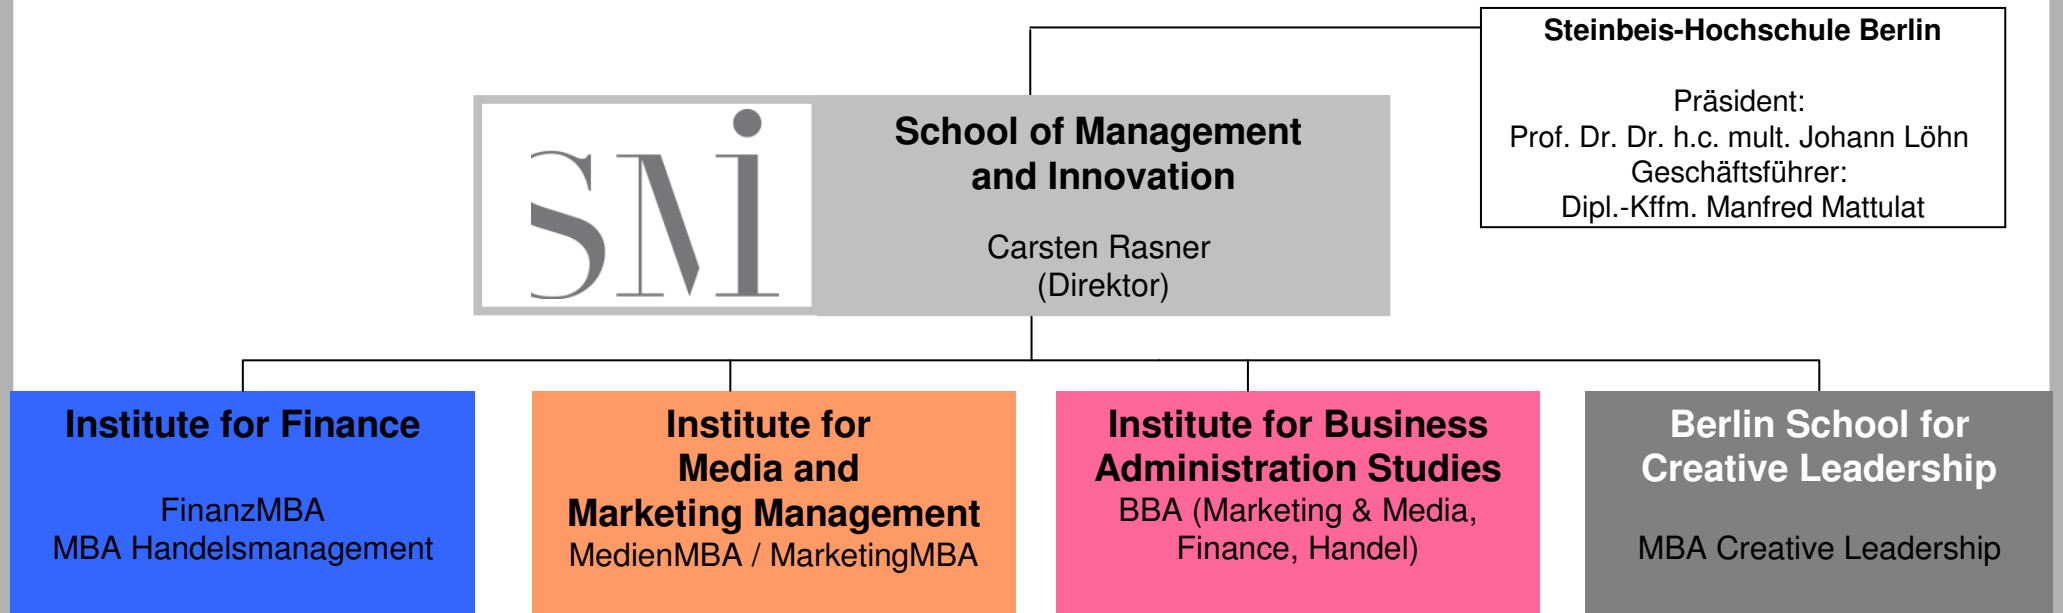 Steinbeis-Hochschule Berlin
Präsident:
Prof. Dr. Dr. h.c. mult. Johann Löhn
Geschäftsführer:
Dipl.-Kffm. Manfred Mattulat
SMi
School of Management
and Innovation
Carsten Rasner
(Direktor)
Institute for Finance
FinanzMBA
MBA Handelsmanagement
Institute for
Media and
Marketing Management
MedienMBA / MarketingMBA
Institute for Business
Administration Studies
BBA (Marketing & Media,
Finance, Handel)
Berlin School for
Creative Leadership
MBA Creative Leadership